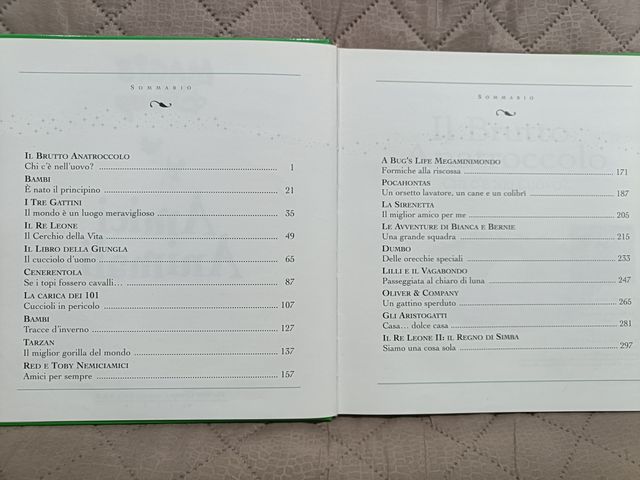 SOMMARIO
IL BRUTTO ANATROCCOLO
Chi c'è nell'uovo? 1
BAMBI
È nato il principino 21
I TRE GATTINI
Il mondo è un luogo meraviglioso 35
IL RE LEONE
Il Cerchio della Vita 49
IL LIBRO DELLA GIUNGLA
Il cucciolo d'uomo 65
CENERENTOLA
Se i topi fossero cavalli... 87
LA CARICA DEI 101
Cuccioli in pericolo 107
BAMBI
Tracce d'inverno 127
TARZAN
Il miglior gorilla del mondo 137
RED E TOBY NEMICIAMICI
Amici per sempre 157
SOMMARIO
A BUG'S LIFE MEGAMINIMONDO
Formiche alla riscossa 171
POCAHONTAS
Un orsetto lavatore, un cane e un colibrì 187
LA SIRENETTA
Il miglior amico per me 205
LE AVVENTURE DI BIANCA E BERNIE
Una grande squadra 215
DUMBO
Delle orecchie speciali 233
LILLI E IL VAGABONDO
Passeggiata al chiaro di luna 247
OLIVER & COMPANY
Un gattino sperduto 265
GLI ARISTOGATTI
Casa... dolce casa 281
IL RE LEONE II: IL REGNO DI SIMBA
Siamo una cosa sola 297